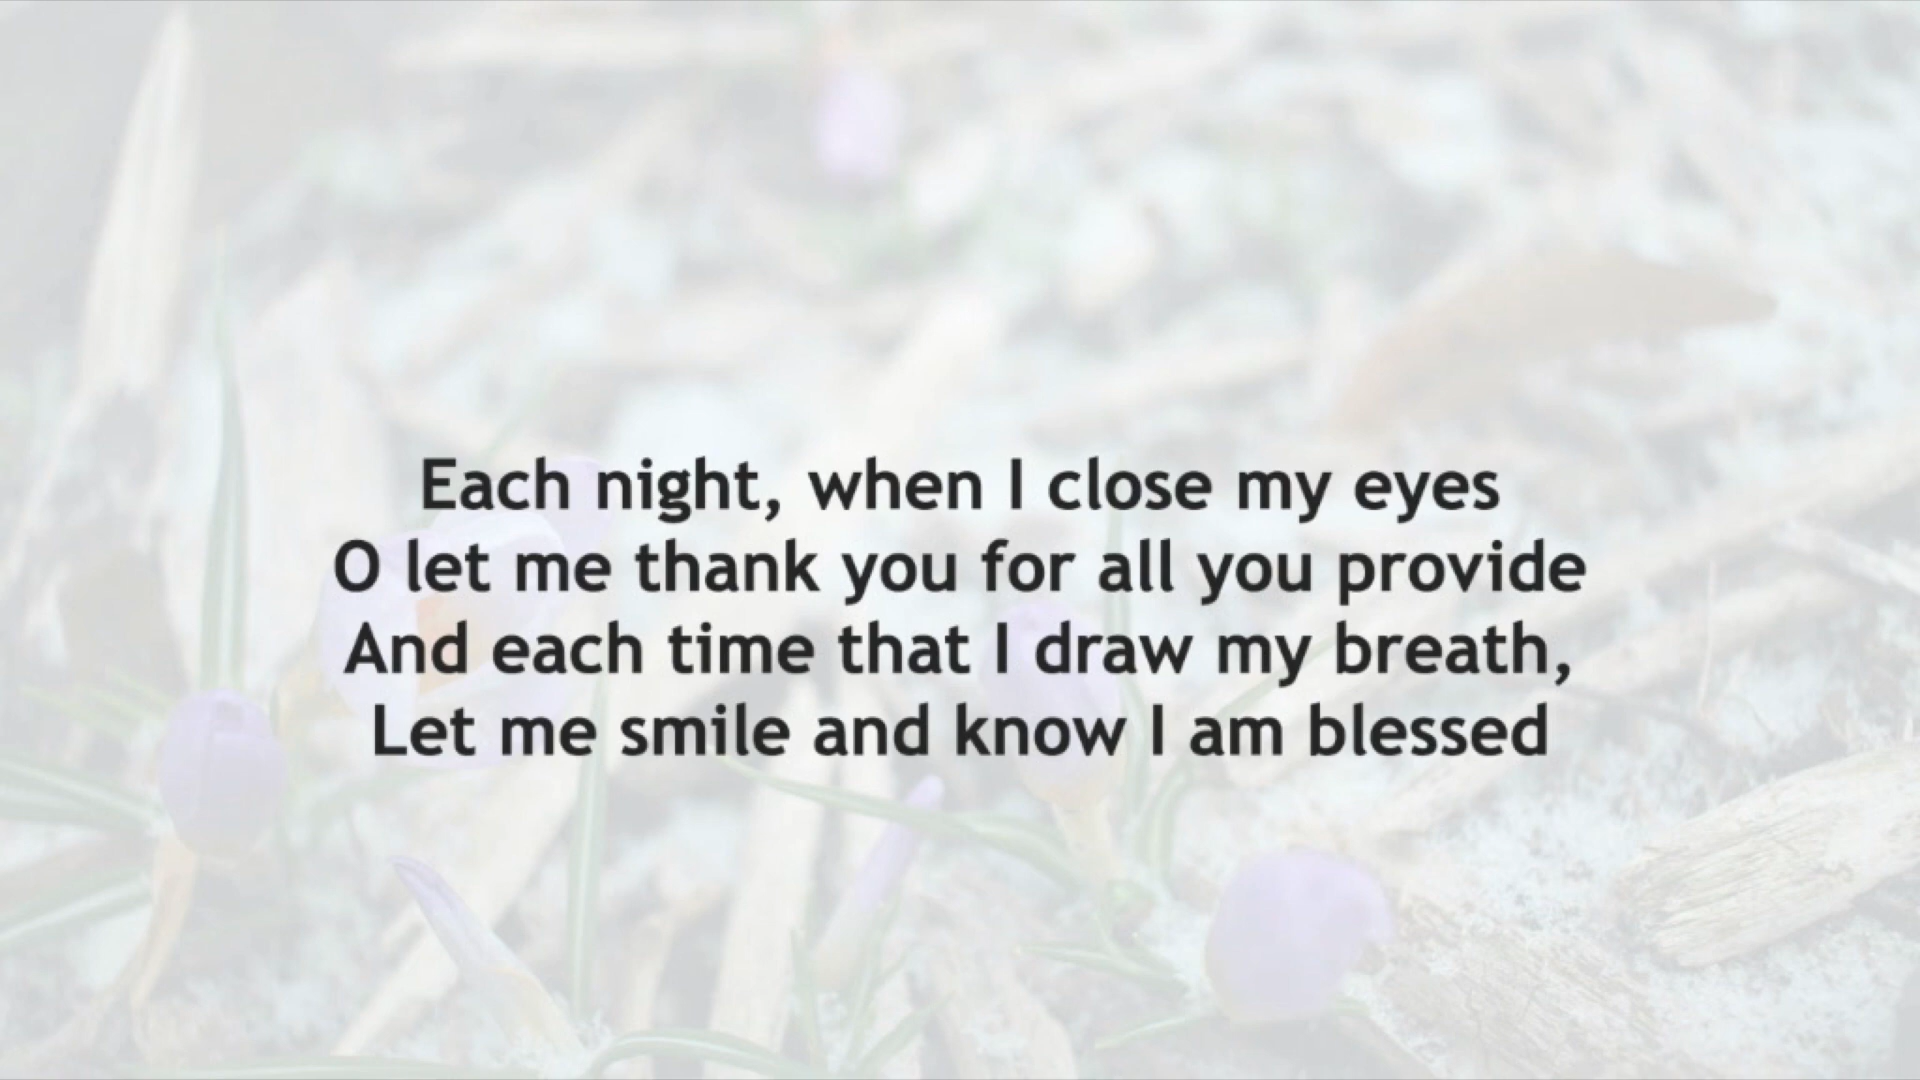 Each night, when I close my eyes
O let me thank you for all you provide
And each time that I draw my breath,
Let me smile and know I am blessed